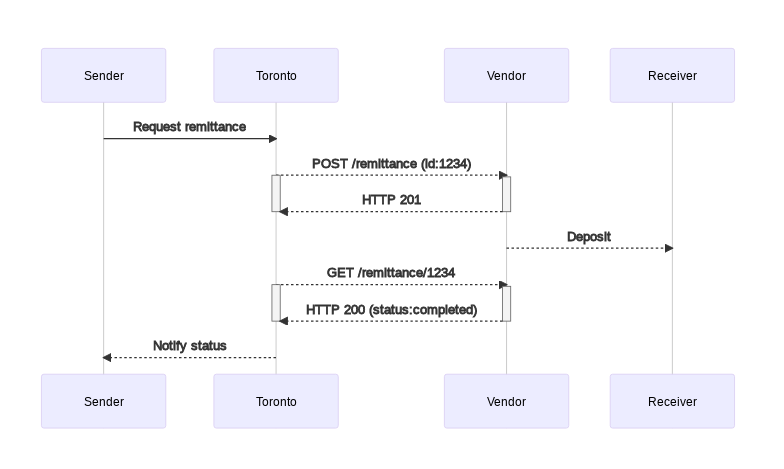 Sender
Toronto
Vendor
Receiver
Request remittance
POST /remittance (id:1234)
HTTP 201
Deposit
GET /remittance/1234
HTTP 200 (status:completed)
Notify status
Sender
Toronto
Vendor
Receiver